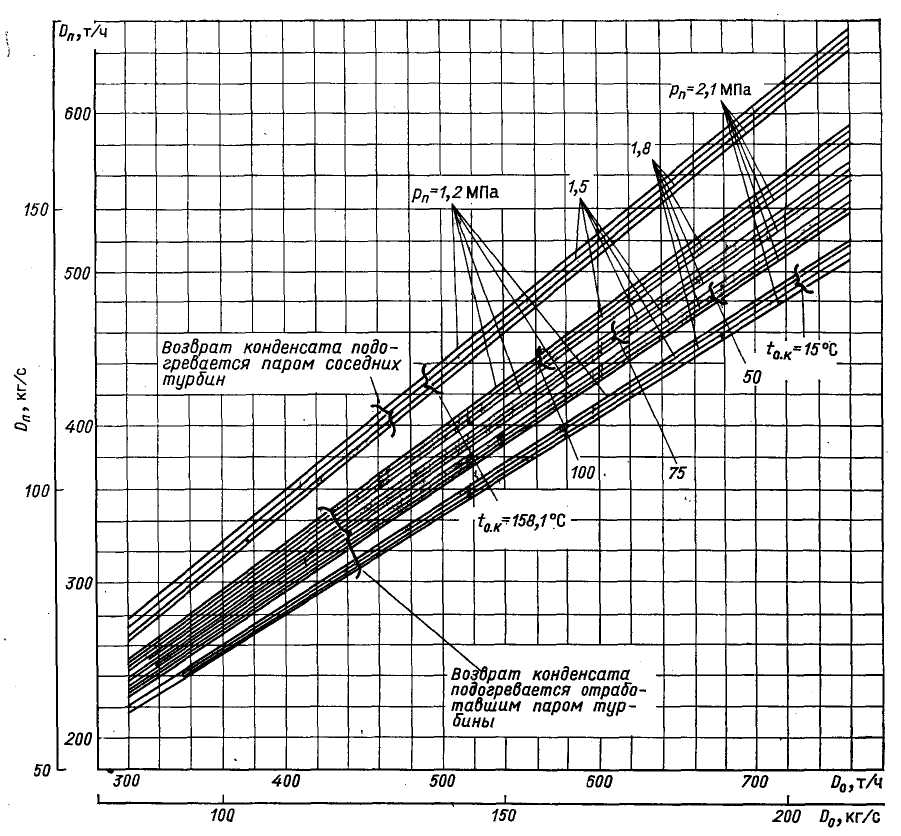 Dп, т/ч
600
500
400
300
200
150
100
50
Dп, кг/с
pп=2,1 МПа
1,8
1,5
pп=1,2 МПа
Возврат конденсата подо-
гревается паром соседних
турбин
tо.к=15°С
50
75
100
tо.к=158,1°С
Возврат конденсата
подогревается отрабо-
тавшим паром тур-
бины
300
400
500
600
700
Dо, т/ч
100
150
200
Dо, кг/с